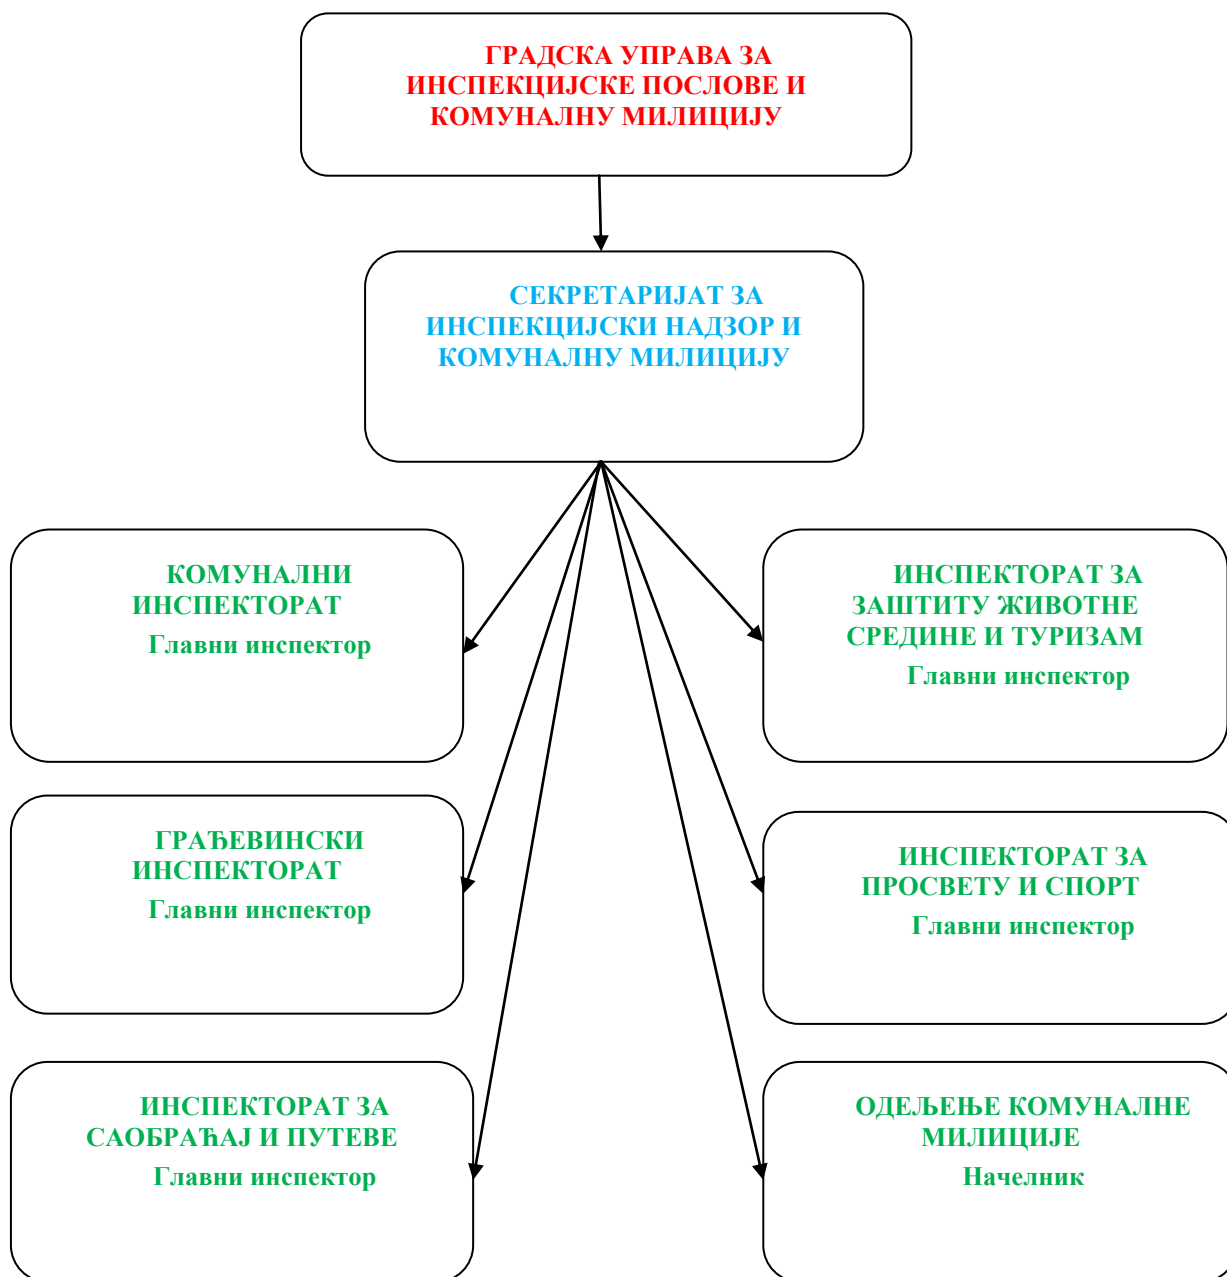 ГРАДСКА УПРАВА ЗА
ИНСПЕКЦИЈСКЕ ПОСЛОВЕ И
КОМУНАЛНУ МИЛИЦИЈУ
СЕКРЕТАРИЈАТ ЗА
ИНСПЕКЦИЈСКИ НАДЗОР И
КОМУНАЛНУ МИЛИЦИЈУ
КОМУНАЛНИ
ИНСПЕКТОРАТ
Главни инспектор
ИНСПЕКТОРАТ ЗА
ЗАШТИТУ ЖИВОТНЕ
СРЕДИНЕ И ТУРИЗАМ
Главни инспектор
ГРАЂЕВИНСКИ
ИНСПЕКТОРАТ
Главни инспектор
ИНСПЕКТОРАТ ЗА
ПРОСВЕТУ И СПОРТ
Главни инспектор
ИНСПЕКТОРАТ ЗА
САОБРАЋАЈ И ПУТЕВЕ
Главни инспектор
ОДЕЉЕЊЕ КОМУНАЛНЕ
МИЛИЦИЈЕ
Начелник